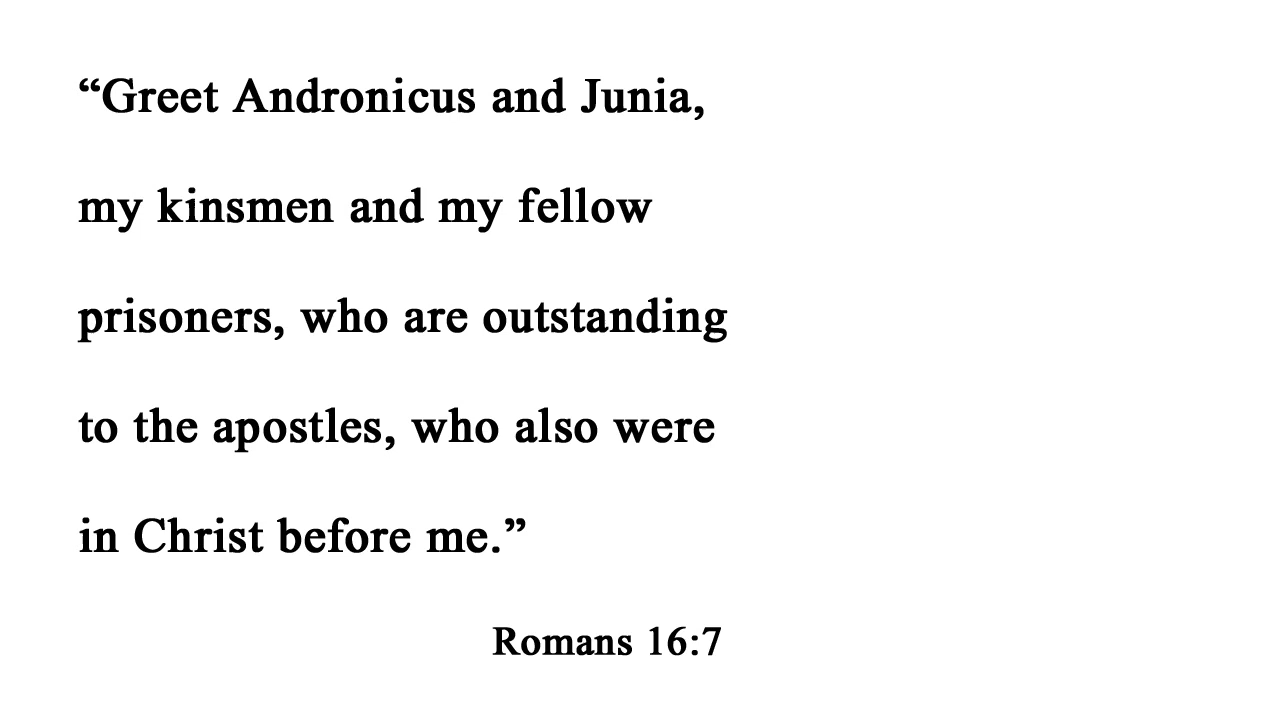 “Greet Andronicus and Junia,
my kinsmen and my fellow
prisoners, who are outstanding
to the apostles, who also were
in Christ before me.”
Romans 16:7